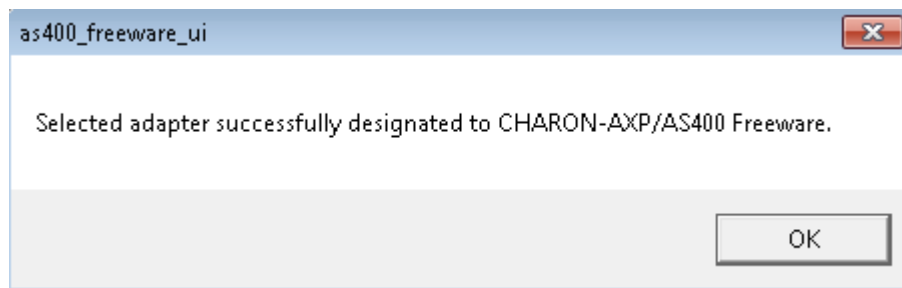 as400_freeware_ui
Selected adapter successfully designated to CHARON-AXP/AS400 Freeware.
OK